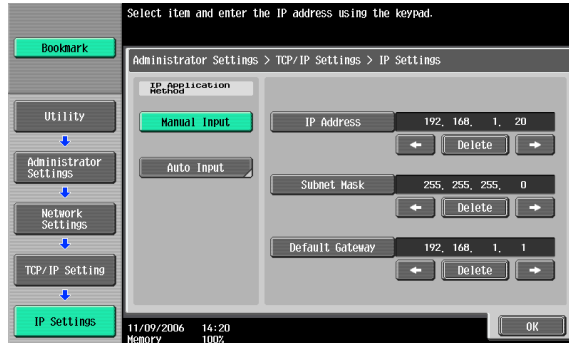 Select item and enter the IP address using the keypad.
Bookmark
Administrator Settings > TCP/IP Settings > IP Settings
IP Application
Method
Utility
Manual Input
IP Address
192. 168. 1. 20
Delete
Administrator
Settings
Auto Input
Subnet Mask
255. 255. 255. 0
Delete
Network
Settings
Default Gateway
192. 168. 1. 1
Delete
TCP/IP Setting
IP Settings
11/09/2006 14:20
Memory 100%
OK